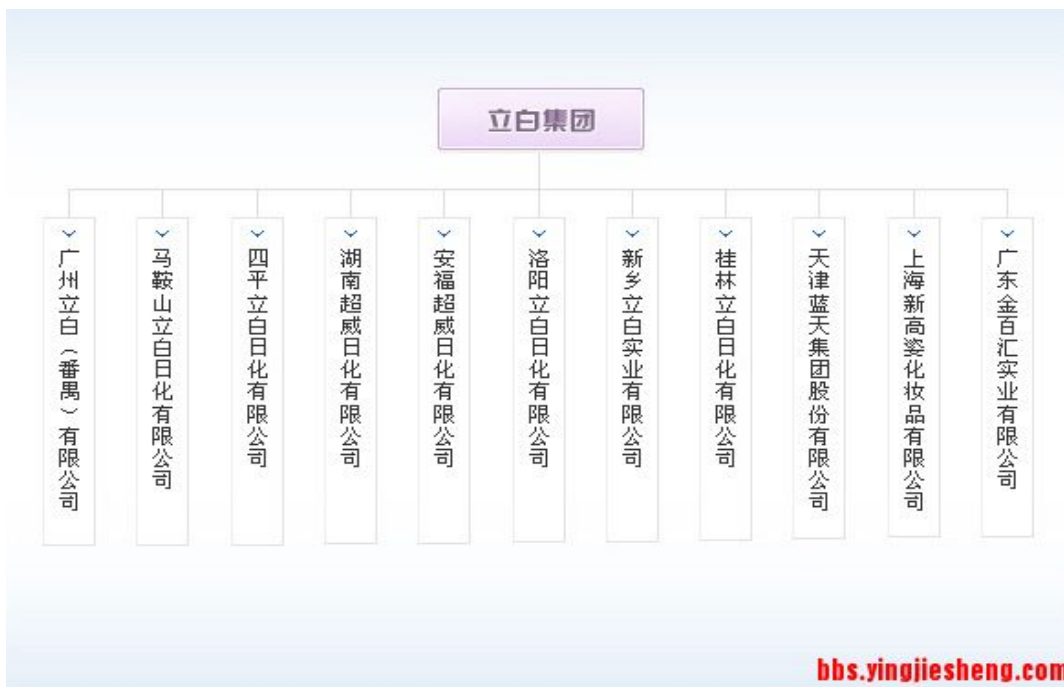 立白集团
广州立白（番禺）有限公司
马鞍山立白日化有限公司
四平立白日化有限公司
湖南超威日化有限公司
安福超威日化有限公司
洛阳立白日化有限公司
新乡立白实业有限公司
桂林立白日化有限公司
天津蓝天集团股份有限公司
上海新高姿化妆品有限公司
广东金百汇实业有限公司
bbs.yingjiesheng.com